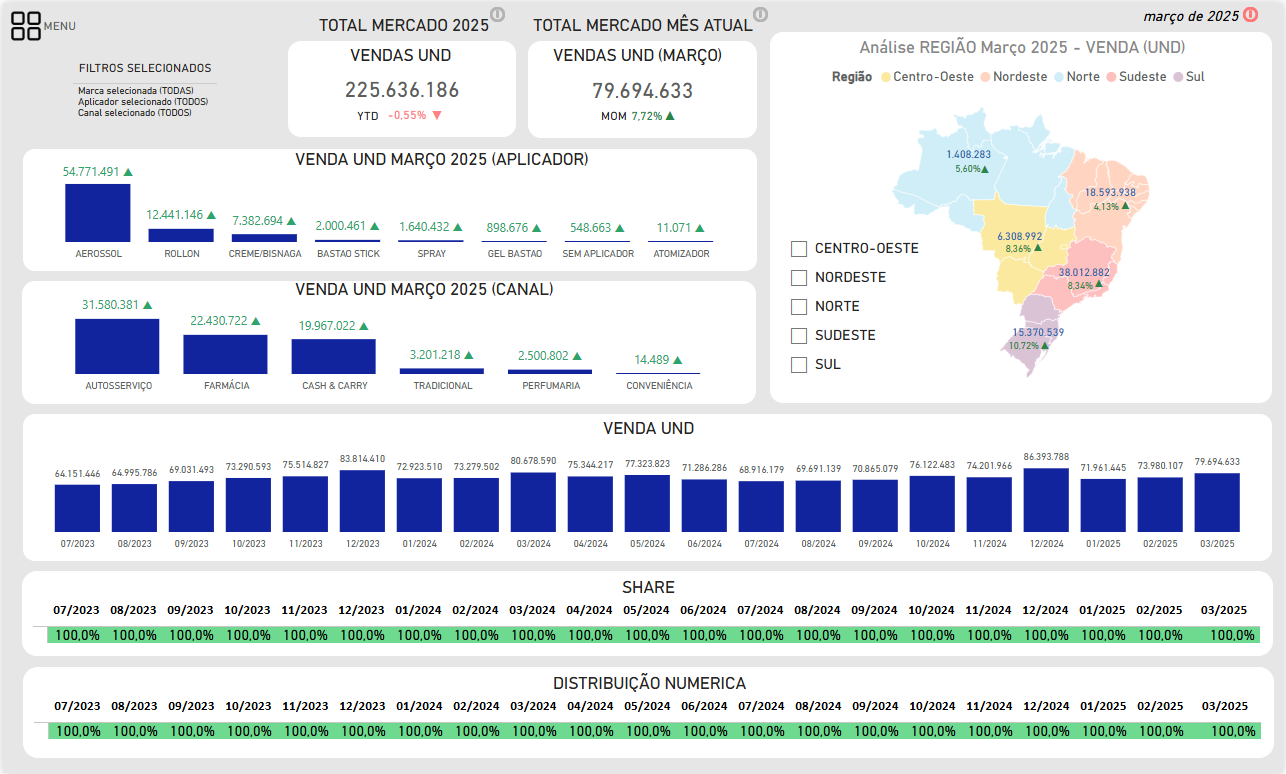 MENU
FILTROS SELECIONADOS
Marca selecionada (TODAS)
Aplicador selecionado (TODOS)
Canal selecionado (TODOS)
TOTAL MERCADO 2025
VENDAS UND
225.636.186
YTD -0,55% ▼
TOTAL MERCADO MÊS ATUAL
VENDAS UND (MARÇO)
79.694.633
MOM 7,72% ▲
março de 2025
Análise REGIÃO Março 2025 - VENDA (UND)
Região Centro-Oeste Nordeste Norte Sudeste Sul
1.408.283
5,60% ▲
18.593.938
4,13% ▲
6.308.992
8,36% ▲
38.012.882
8,34% ▲
15.370.539
10,72% ▲
CENTRO-OESTE
NORDESTE
NORTE
SUDESTE
SUL
VENDA UND MARÇO 2025 (APLICADOR)
54.771.491 ▲ 12.441.146 ▲ 7.382.694 ▲ 2.000.461 ▲ 1.640.432 ▲ 898.676 ▲ 548.663 ▲ 11.071 ▲
AEROSSOL ROLLON CREME/BISNAGA BASTAO STICK SPRAY GEL BASTAO SEM APLICADOR ATOMIZADOR
VENDA UND MARÇO 2025 (CANAL)
31.580.381 ▲ 22.430.722 ▲ 19.967.022 ▲ 3.201.218 ▲ 2.500.802 ▲ 14.489 ▲
AUTOSSERVIÇO FARMÁCIA CASH & CARRY TRADICIONAL PERFUMARIA CONVENIÊNCIA
VENDA UND
64.151.446 64.995.786 69.031.493 73.290.593 75.514.827 83.814.410 72.923.510 73.279.502 80.678.590 75.344.217 77.323.823 71.286.286 68.916.179 69.691.139 70.865.079 76.122.483 74.201.966 86.393.788 71.961.445 73.980.107 79.694.633
07/2023 08/2023 09/2023 10/2023 11/2023 12/2023 01/2024 02/2024 03/2024 04/2024 05/2024 06/2024 07/2024 08/2024 09/2024 10/2024 11/2024 12/2024 01/2025 02/2025 03/2025
SHARE
07/2023 08/2023 09/2023 10/2023 11/2023 12/2023 01/2024 02/2024 03/2024 04/2024 05/2024 06/2024 07/2024 08/2024 09/2024 10/2024 11/2024 12/2024 01/2025 02/2025 03/2025
100,0% 100,0% 100,0% 100,0% 100,0% 100,0% 100,0% 100,0% 100,0% 100,0% 100,0% 100,0% 100,0% 100,0% 100,0% 100,0% 100,0% 100,0% 100,0% 100,0% 100,0%
DISTRIBUIÇÃO NUMERICA
07/2023 08/2023 09/2023 10/2023 11/2023 12/2023 01/2024 02/2024 03/2024 04/2024 05/2024 06/2024 07/2024 08/2024 09/2024 10/2024 11/2024 12/2024 01/2025 02/2025 03/2025
100,0% 100,0% 100,0% 100,0% 100,0% 100,0% 100,0% 100,0% 100,0% 100,0% 100,0% 100,0% 100,0% 100,0% 100,0% 100,0% 100,0% 100,0% 100,0% 100,0% 100,0%